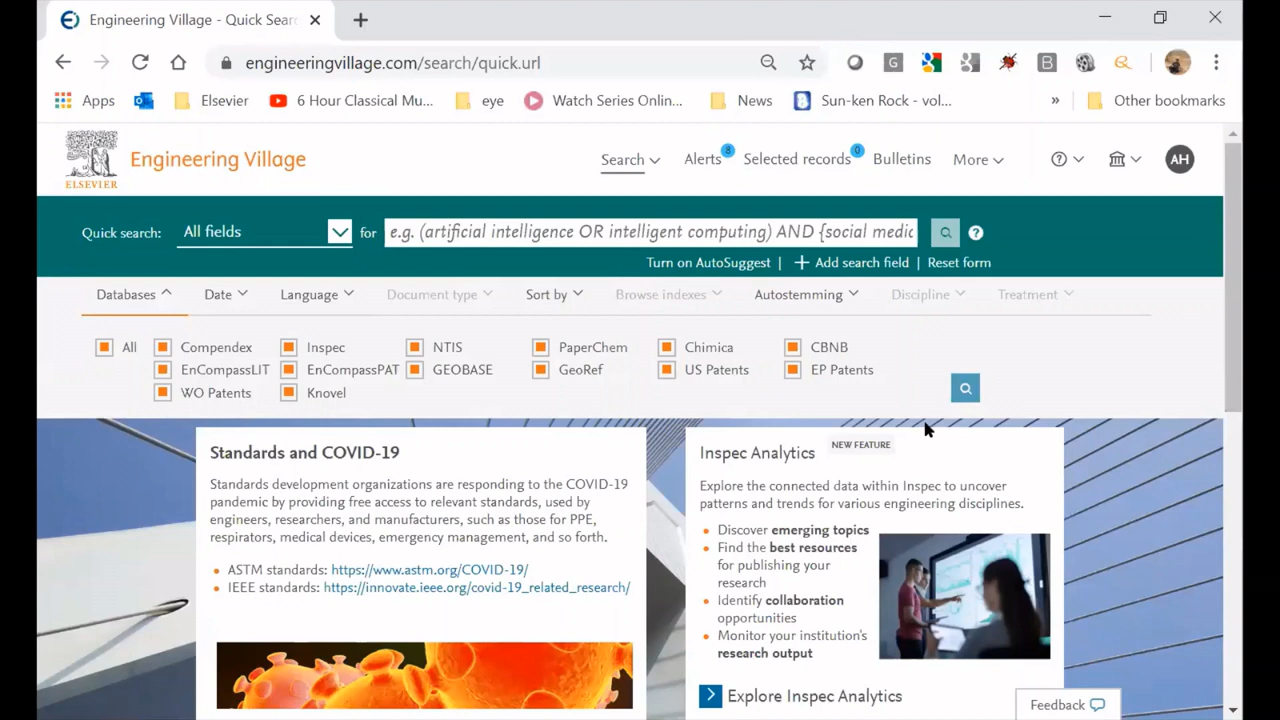 Engineering Village - Quick Sear
engineeringvillage.com/search/quick.url
G
B
Apps
Elsevier
6 Hour Classical Mu...
eye
Watch Series Onlin...
News
Sun-ken Rock - vol...
»
Other bookmarks
ELSEVIER
Engineering Village
Search
Alerts 8
Selected records 0
Bulletins
More
?
AH
Quick search: All fields for e.g. (artificial intelligence OR intelligent computing) AND {social medic
?
Turn on AutoSuggest | + Add search field | Reset form
Databases Date Language Document type Sort by Browse indexes Autostemming Discipline Treatment
All Compendex Inspec NTIS PaperChem Chimica CBNB
EnCompassLIT EnCompassPAT GEOBASE GeoRef US Patents EP Patents
WO Patents Knovel
Standards and COVID-19
Standards development organizations are responding to the COVID-19
pandemic by providing free access to relevant standards, used by
engineers, researchers, and manufacturers, such as those for PPE,
respirators, medical devices, emergency management, and so forth.
• ASTM standards: https://www.astm.org/COVID-19/
• IEEE standards: https://innovate.ieee.org/covid-19_related_research/
Inspec Analytics NEW FEATURE
Explore the connected data within Inspec to uncover
patterns and trends for various engineering disciplines.
• Discover emerging topics
• Find the best resources
for publishing your
research
• Identify collaboration
opportunities
• Monitor your institution's
research output
Explore Inspec Analytics
Feedback